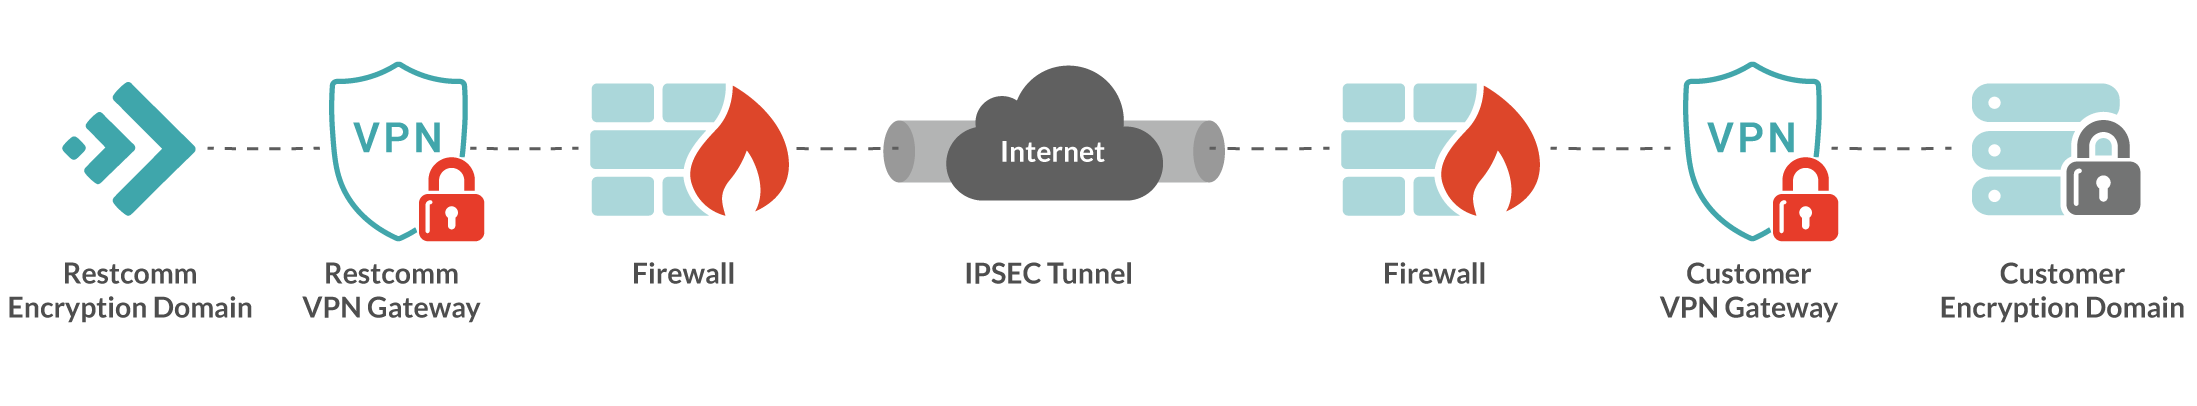 VPN
Internet
VPN
Restcomm
Encryption Domain
Restcomm
VPN Gateway
Firewall
IPSEC Tunnel
Firewall
Customer
VPN Gateway
Customer
Encryption Domain